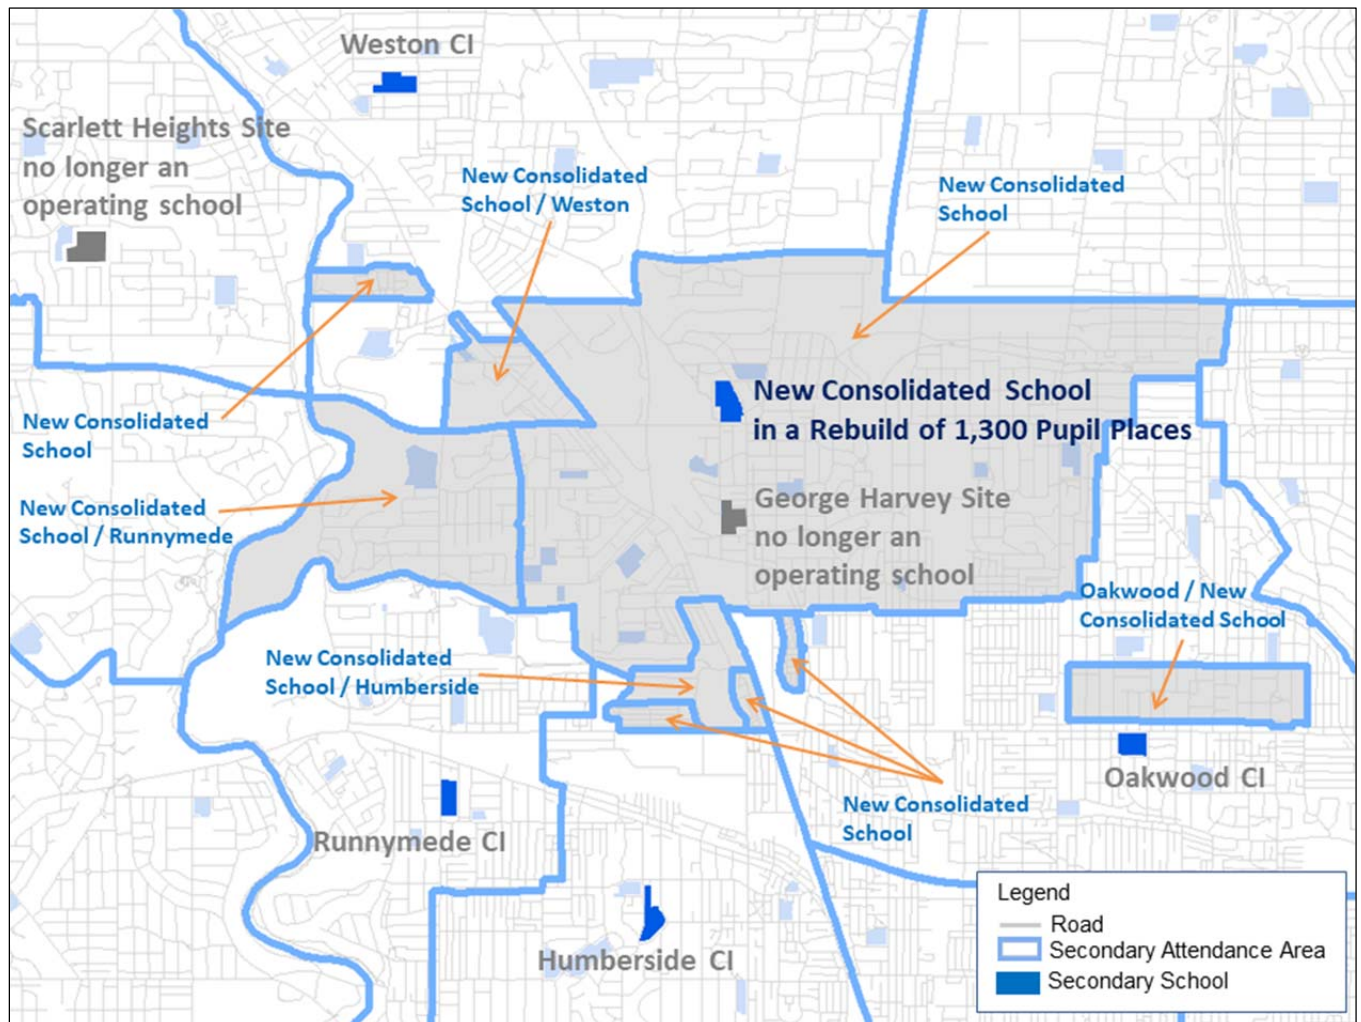 Weston CI
Scarlett Heights Site
no longer an
operating school
New Consolidated
School / Weston
New Consolidated
School
New Consolidated School
in a Rebuild of 1,300 Pupil Places
New Consolidated
School
New Consolidated
School / Runnymede
George Harvey Site
no longer an
operating school
Oakwood / New
Consolidated School
New Consolidated
School / Humberside
Oakwood CI
New Consolidated
School
Runnymede CI
Humberside CI
Legend
Road
Secondary Attendance Area
Secondary School